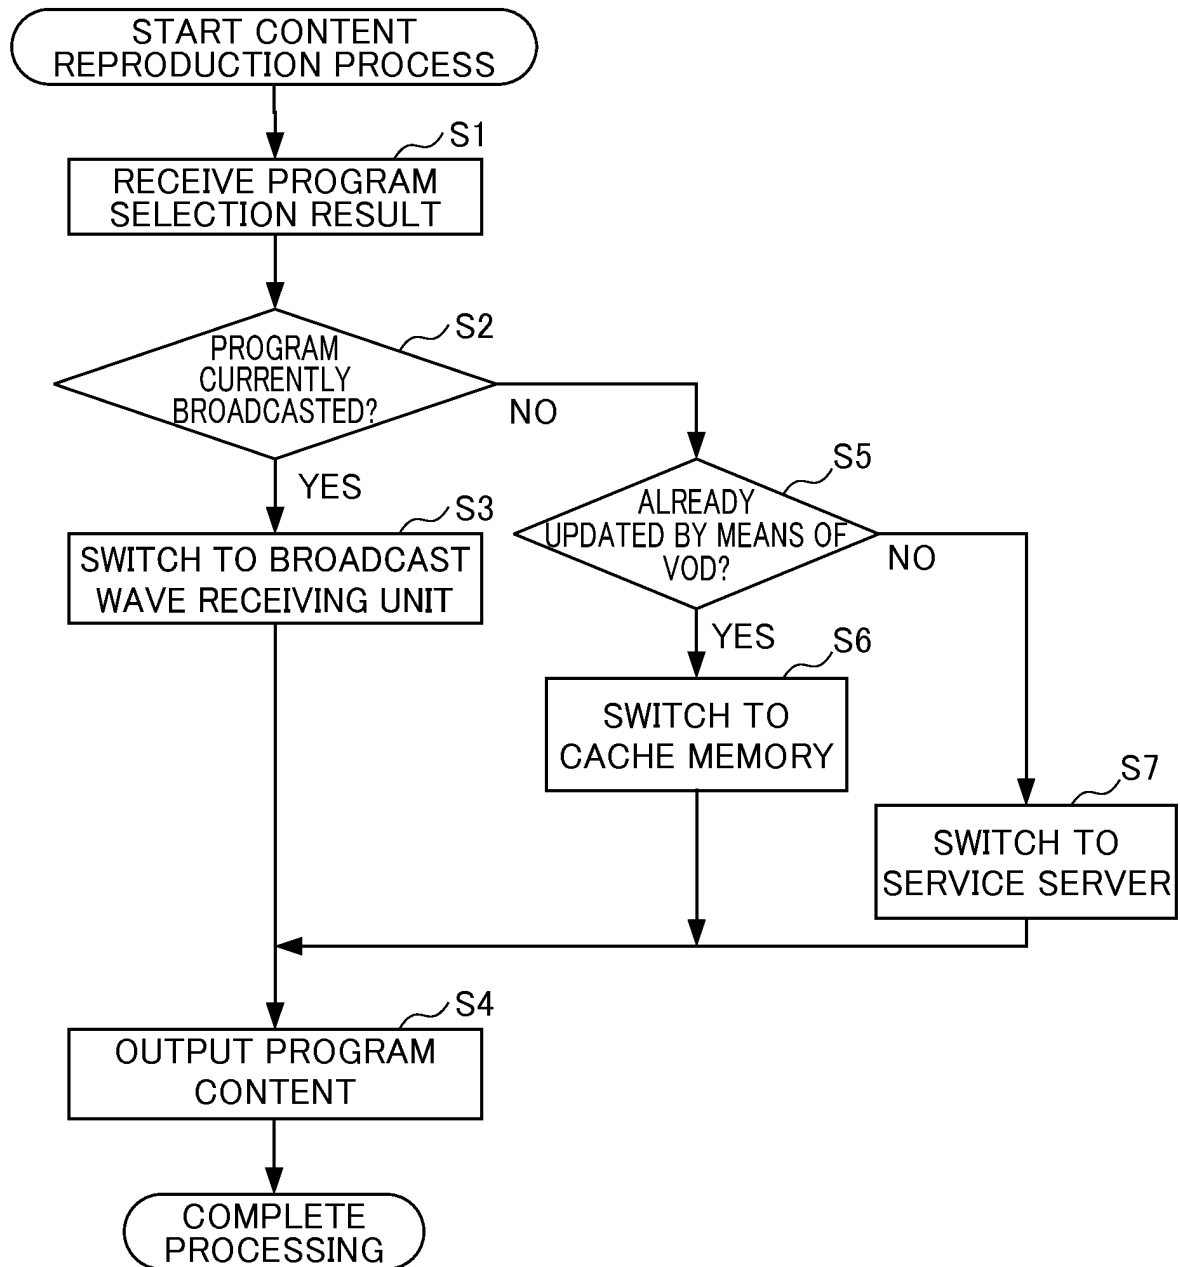 START CONTENT
REPRODUCTION PROCESS
S1
RECEIVE PROGRAM
SELECTION RESULT
S2
PROGRAM
CURRENTLY
BROADCASTED?
NO
YES
S3
SWITCH TO BROADCAST
WAVE RECEIVING UNIT
S5
ALREADY
UPDATED BY MEANS OF
VOD?
NO
YES
S6
SWITCH TO
CACHE MEMORY
S7
SWITCH TO
SERVICE SERVER
S4
OUTPUT PROGRAM
CONTENT
COMPLETE
PROCESSING